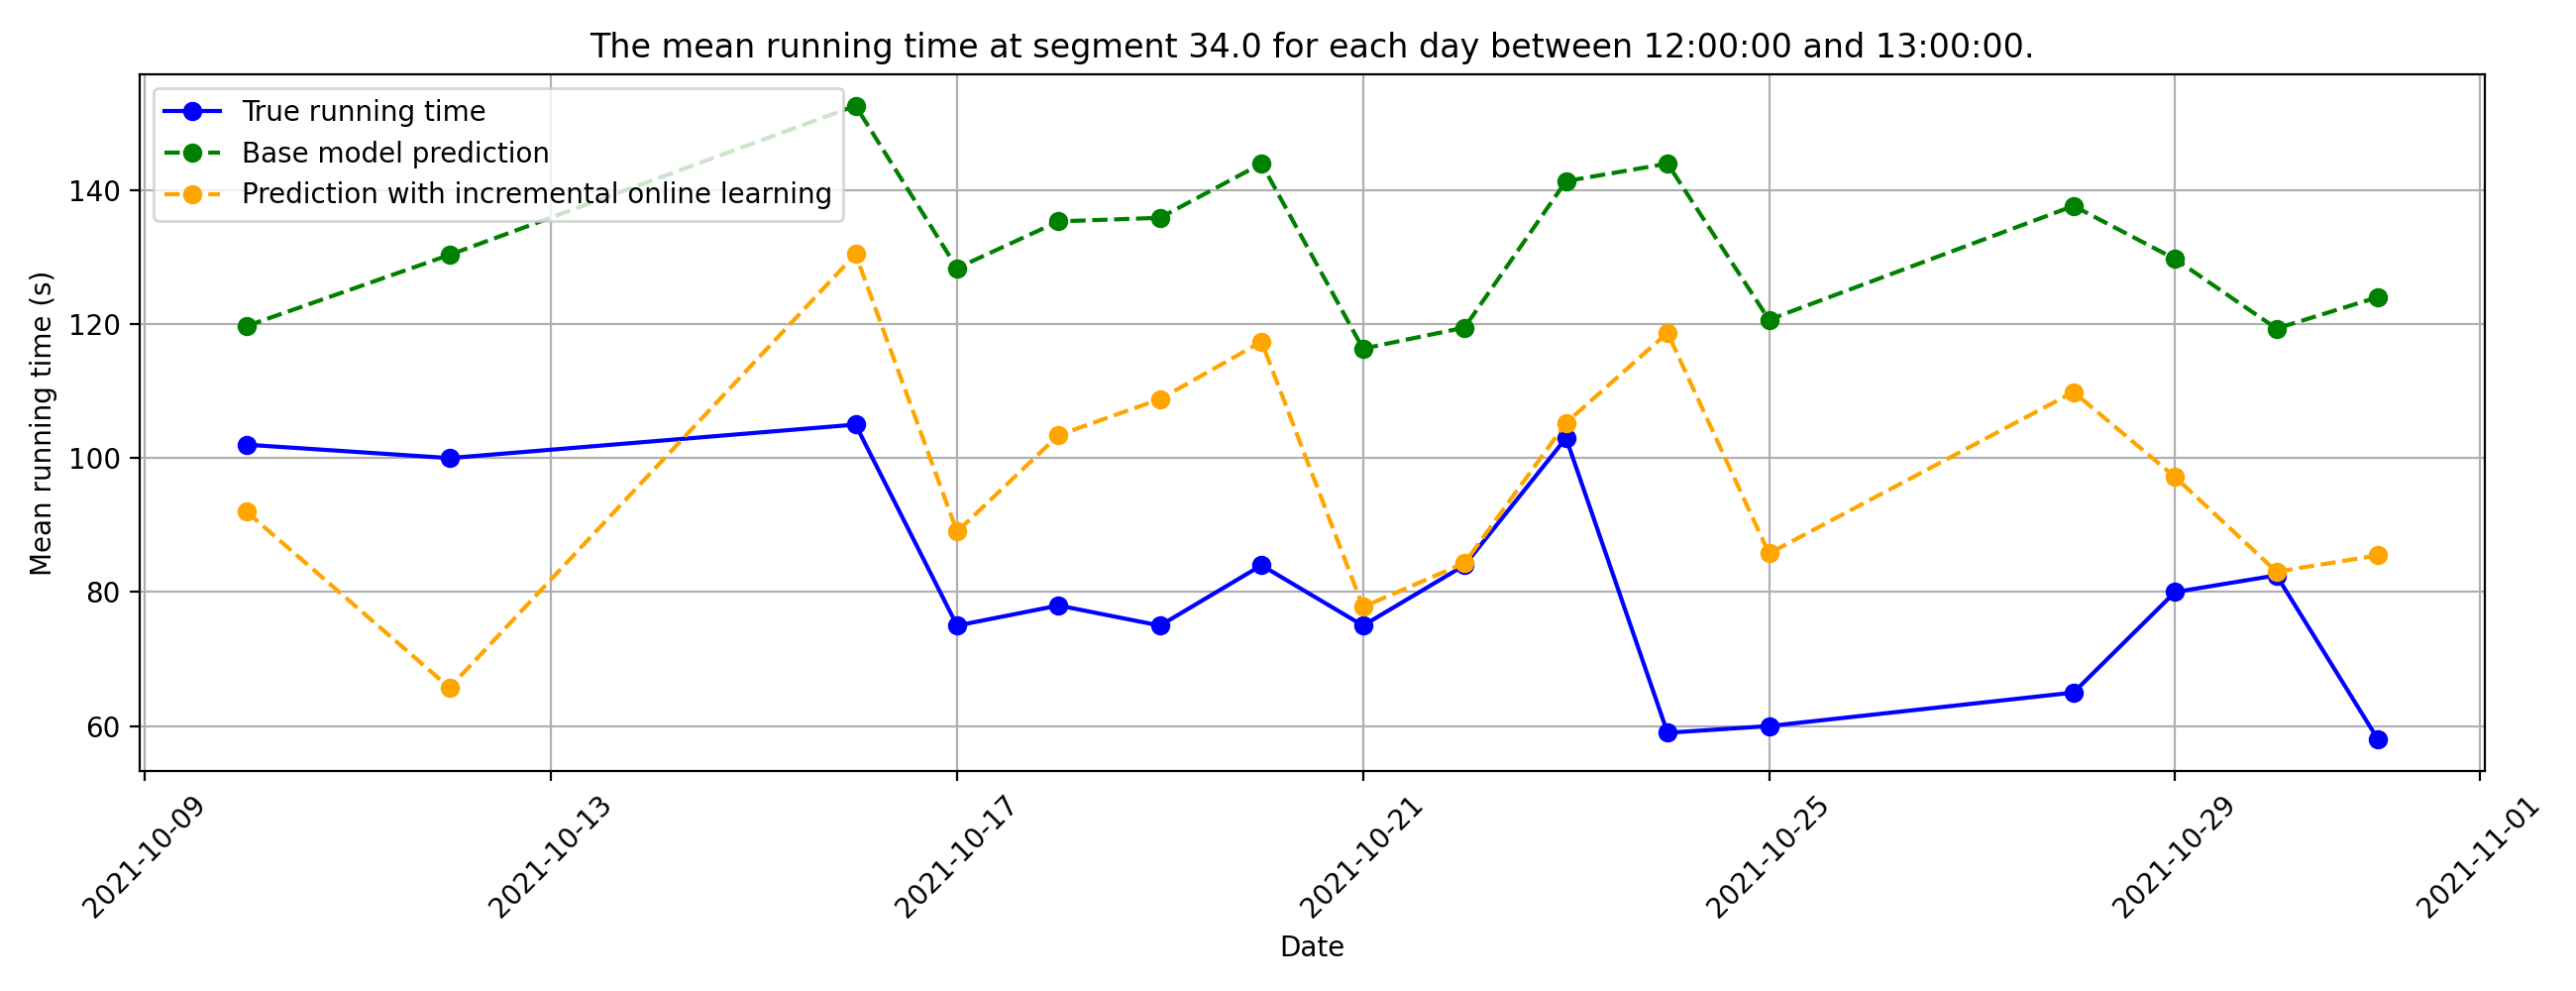 The mean running time at segment 34.0 for each day between 12:00:00 and 13:00:00.
True running time
Base model prediction
Prediction with incremental online learning
Mean running time (s)
140
120
100
80
60
2021-10-09
2021-10-13
2021-10-17
2021-10-21
2021-10-25
2021-10-29
2021-11-01
Date